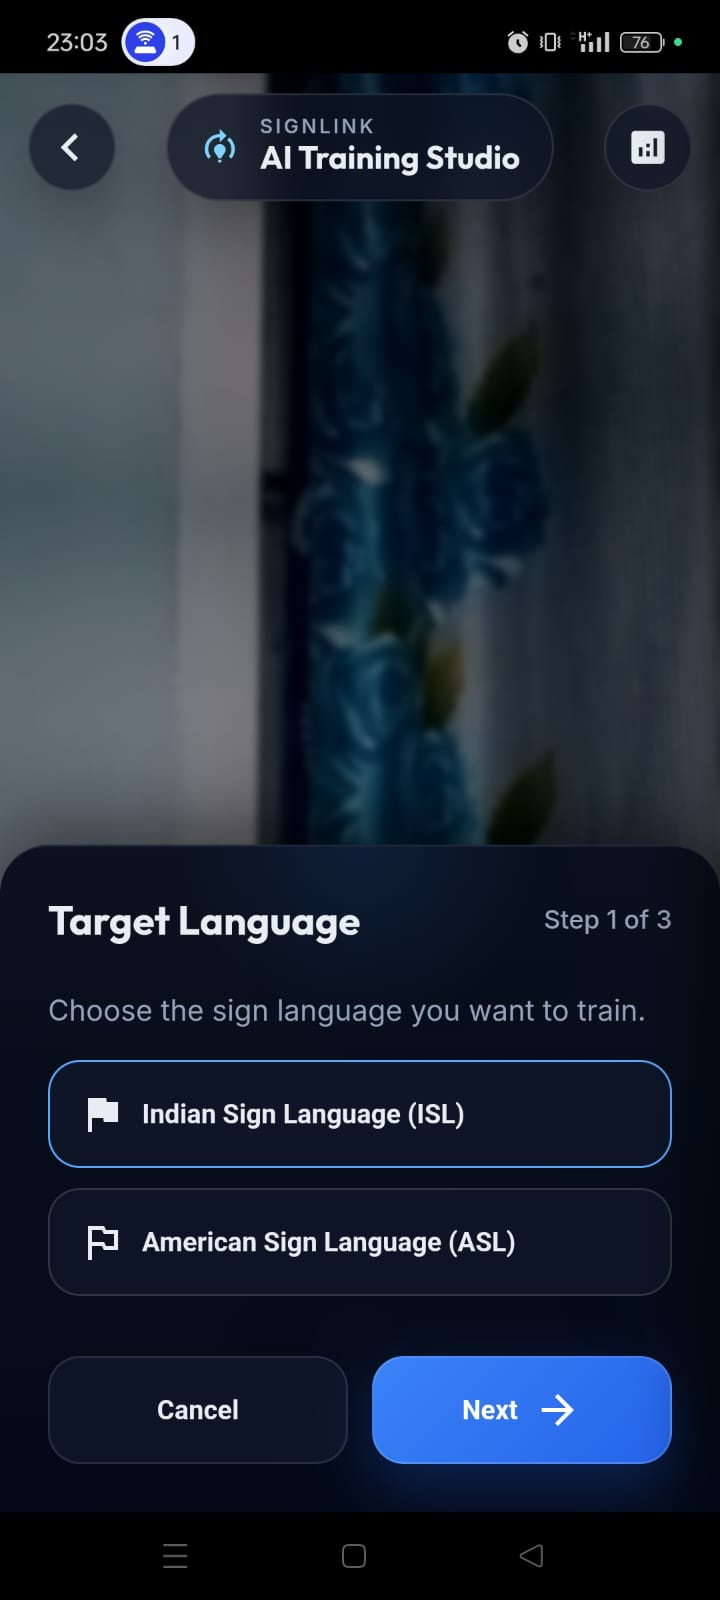 23:03
1
76
SIGNLINK
AI Training Studio
Target Language
Step 1 of 3
Choose the sign language you want to train.
Indian Sign Language (ISL)
American Sign Language (ASL)
Cancel
Next